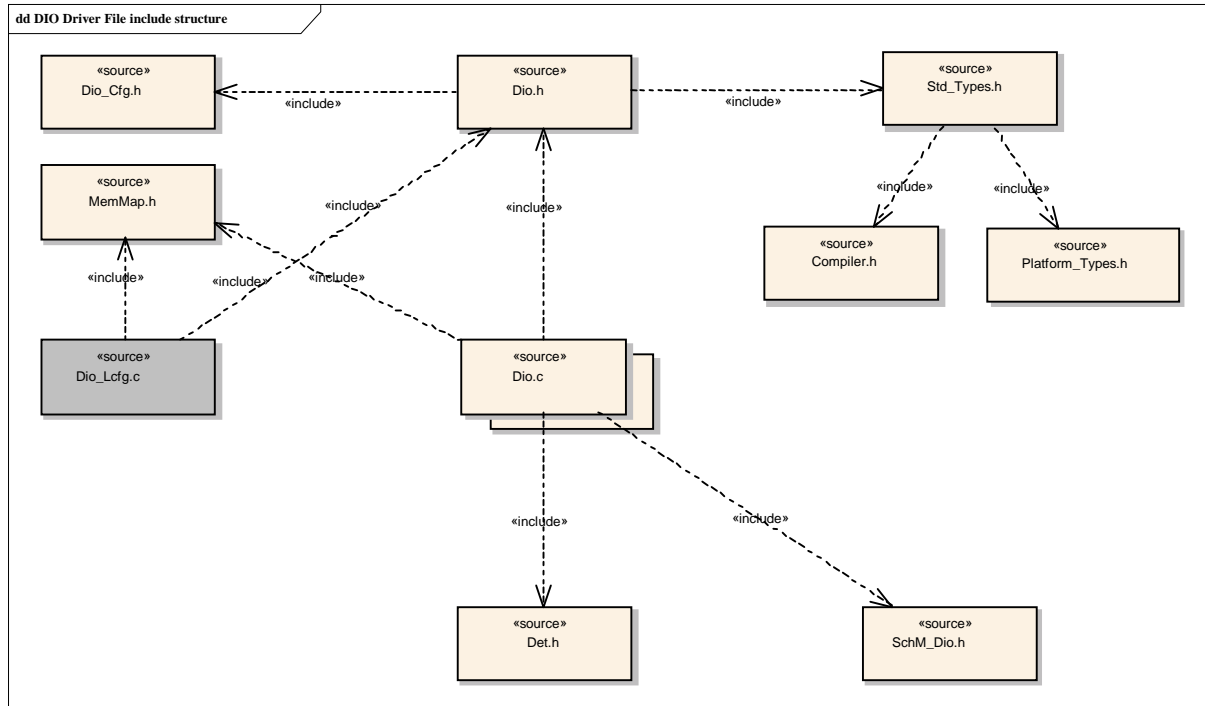 dd DIO Driver File include structure
«source»
Dio_Cfg.h
«source»
Dio.h
«source»
Std_Types.h
«include»
«include»
«source»
MemMap.h
«include»
«include»
«include»
«source»
Compiler.h
«source»
Platform_Types.h
«include»
«include»
«include»
«source»
Dio_Lcfg.c
«source»
Dio.c
«include»
«include»
«source»
Det.h
«source»
SchM_Dio.h